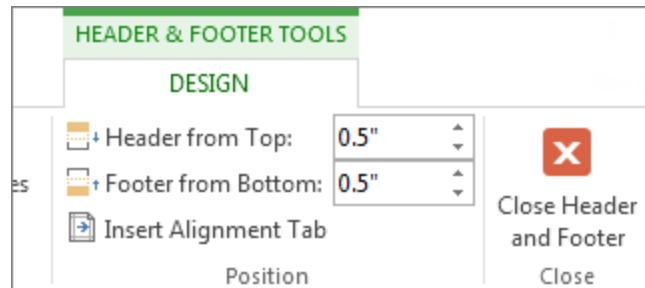 HEADER & FOOTER TOOLS
DESIGN
Header from Top: 0.5"
es Footer from Bottom: 0.5"
Insert Alignment Tab
Close Header
and Footer
Position
Close